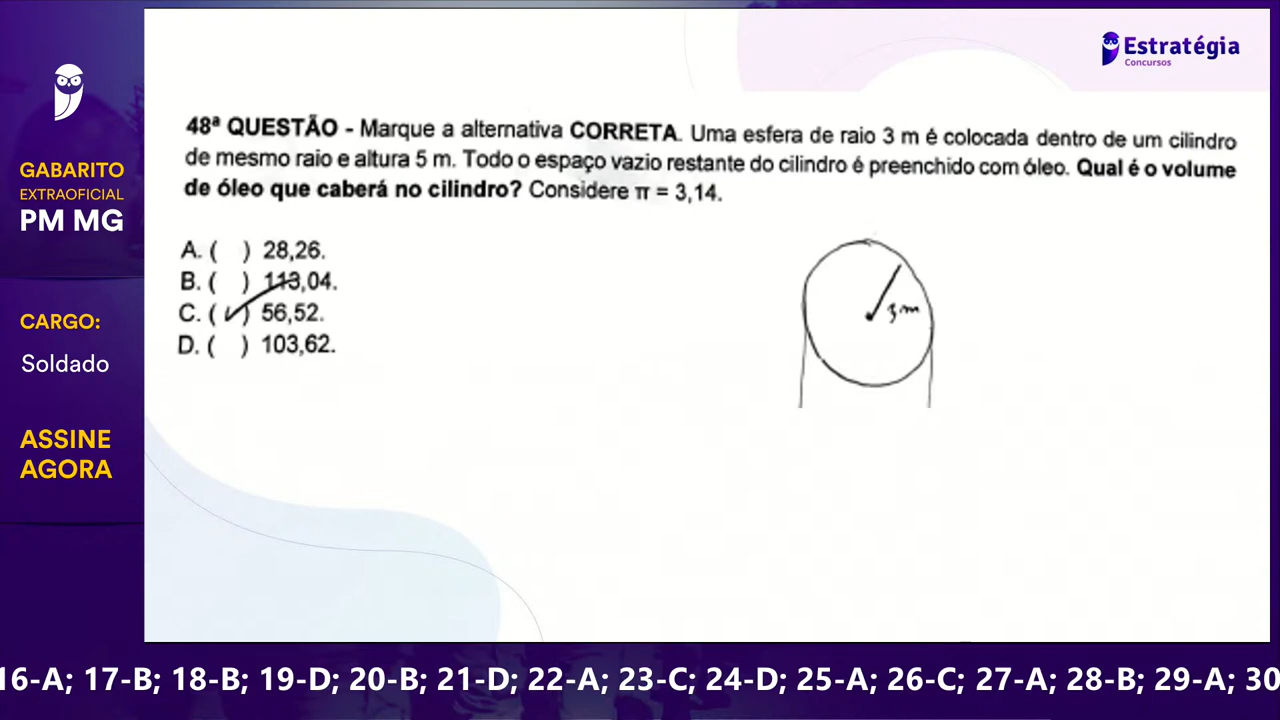 Estratégia
Concursos
GABARITO
EXTRAOFICIAL
PM MG
CARGO:
Soldado
ASSINE
AGORA
48ª QUESTÃO - Marque a alternativa CORRETA. Uma esfera de raio 3 m é colocada dentro de um cilindro
de mesmo raio e altura 5 m. Todo o espaço vazio restante do cilindro é preenchido com óleo. Qual é o volume
de óleo que caberá no cilindro? Considere π = 3,14.
A. ( ) 28,26.
B. ( ) 113,04.
C. ( ) 56,52.
D. ( ) 103,62.
3m
16-A; 17-B; 18-B; 19-D; 20-B; 21-D; 22-A; 23-C; 24-D; 25-A; 26-C; 27-A; 28-B; 29-A; 30